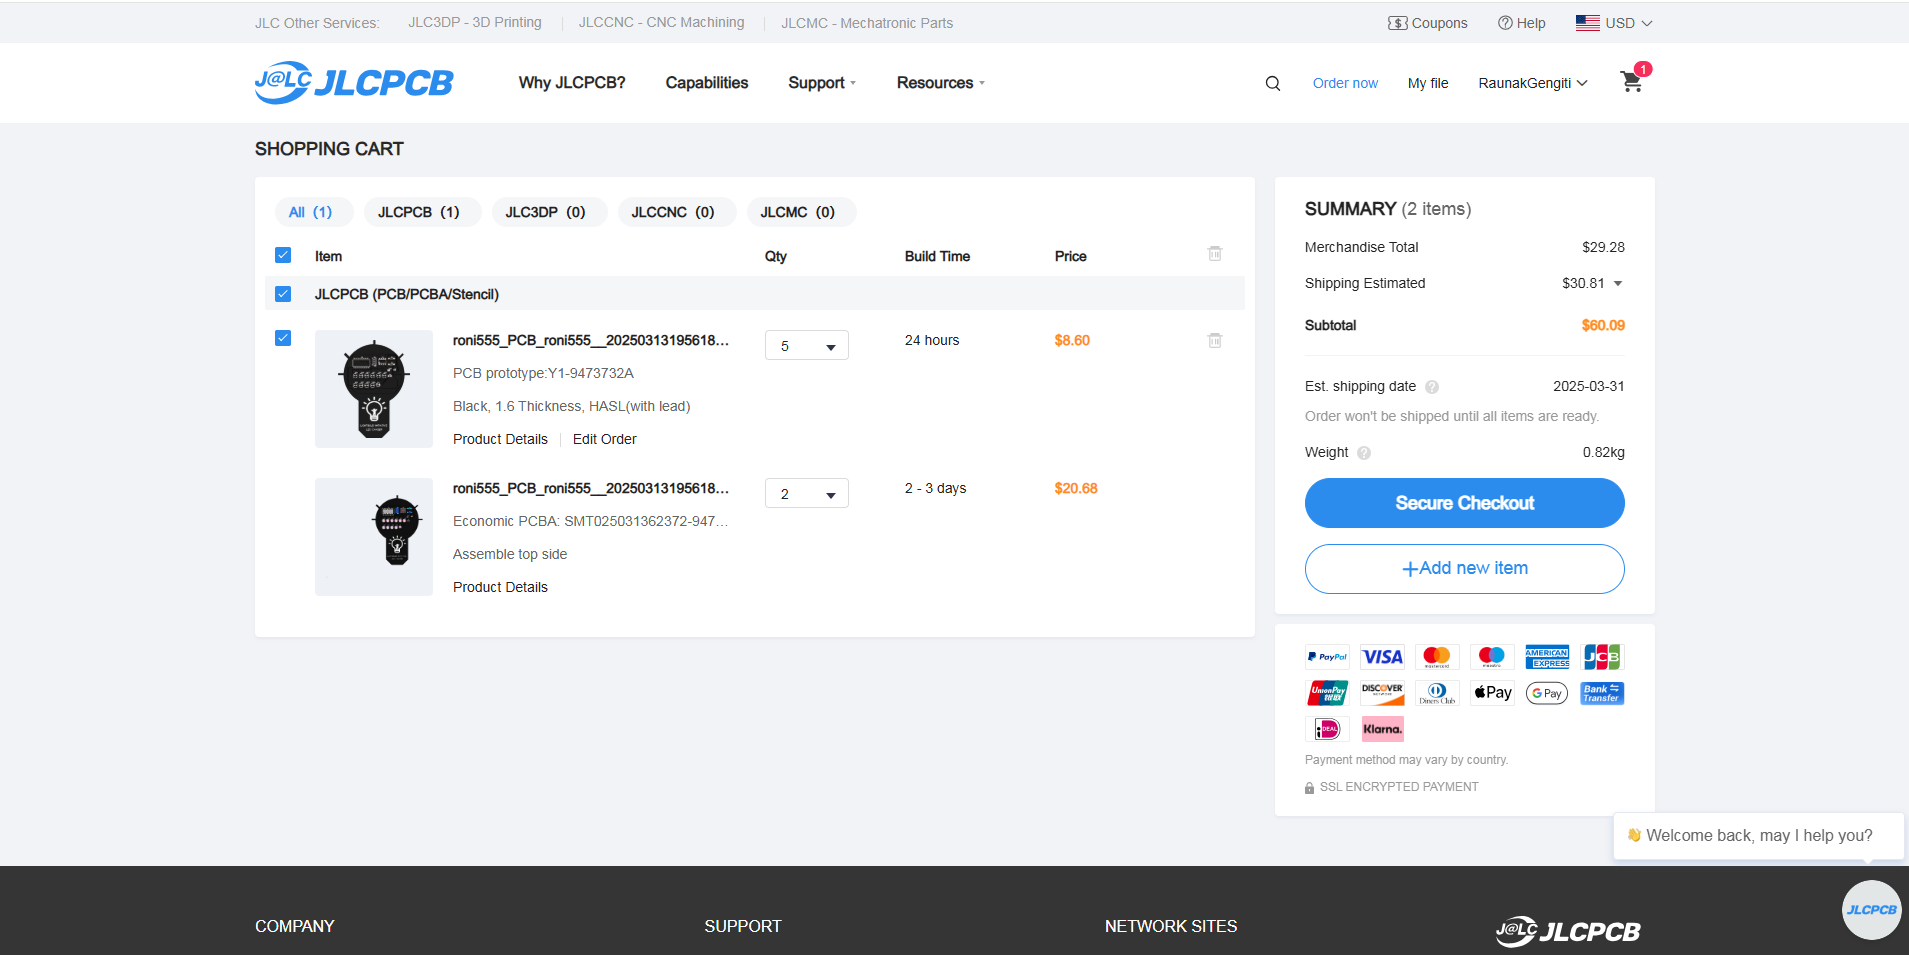 JLC Other Services: JLC3DP - 3D Printing JLCCNC - CNC Machining JLCMC - Mechatronic Parts Coupons Help USD
J@LC JLCPCB Why JLCPCB? Capabilities Support Resources Order now My file RaunakGengiti 1
SHOPPING CART
All (1) JLCPCB (1) JLC3DP (0) JLCCNC (0) JLCMC (0)
Item Qty Build Time Price
JLCPCB (PCB/PCBA/Stencil)
roni555_PCB_roni555__20250313195618... 5 24 hours $8.60
PCB prototype:Y1-9473732A
Black, 1.6 Thickness, HASL(with lead)
Product Details Edit Order
roni555_PCB_roni555__20250313195618... 2 2 - 3 days $20.68
Economic PCBA: SMT025031362372-947...
Assemble top side
Product Details
SUMMARY (2 items)
Merchandise Total $29.28
Shipping Estimated $30.81
Subtotal $60.09
Est. shipping date ? 2025-03-31
Order won't be shipped until all items are ready.
Weight ? 0.82kg
Secure Checkout
+Add new item
PayPal VISA mastercard maestro AMERICAN EXPRESS JCB
UnionPay 银联 DISCOVER NETWORK Diners Club Pay G Pay Bank Transfer
iDEAL Klarna.
Payment method may vary by country.
SSL ENCRYPTED PAYMENT
👋 Welcome back, may I help you?
JLCPCB
COMPANY SUPPORT NETWORK SITES J@LC JLCPCB